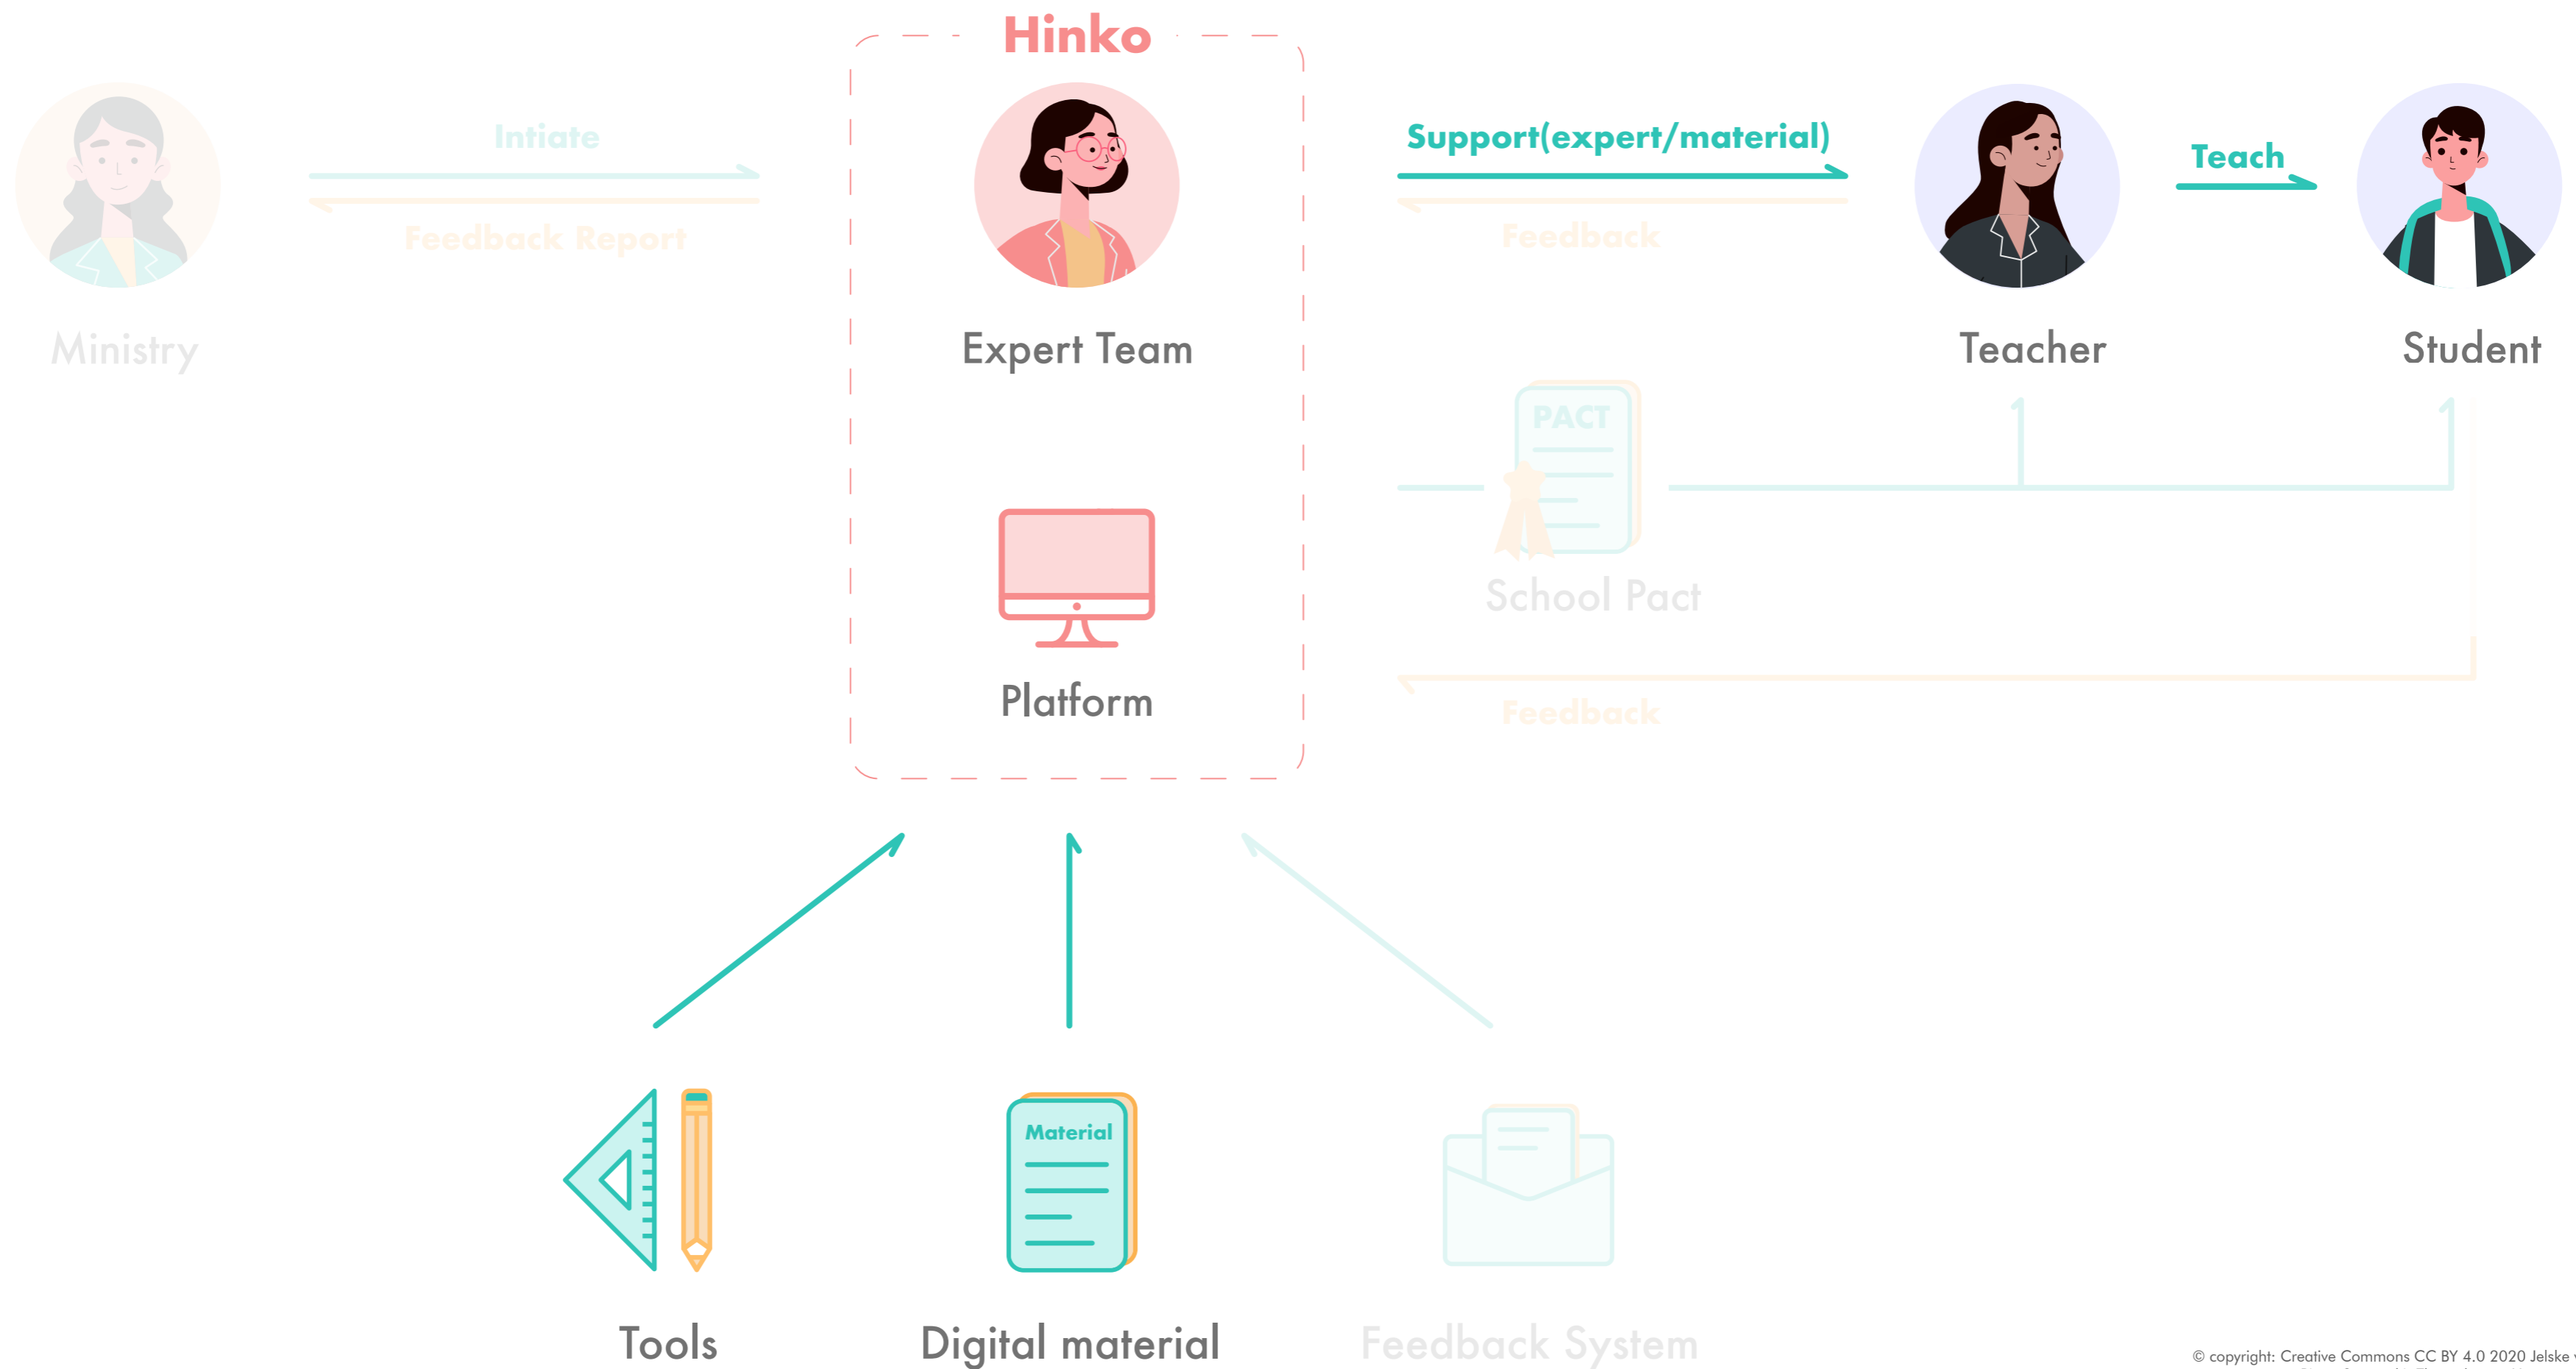 Hinko
Intiate
Support(expert/material)
Teach
Feedback Report
Feedback
Ministry
Expert Team
Teacher
Student
PACT
School Pact
Platform
Feedback
Material
Tools
Digital material
Feedback System
© copyright: Creative Commons CC BY 4.0 2020 Jelske